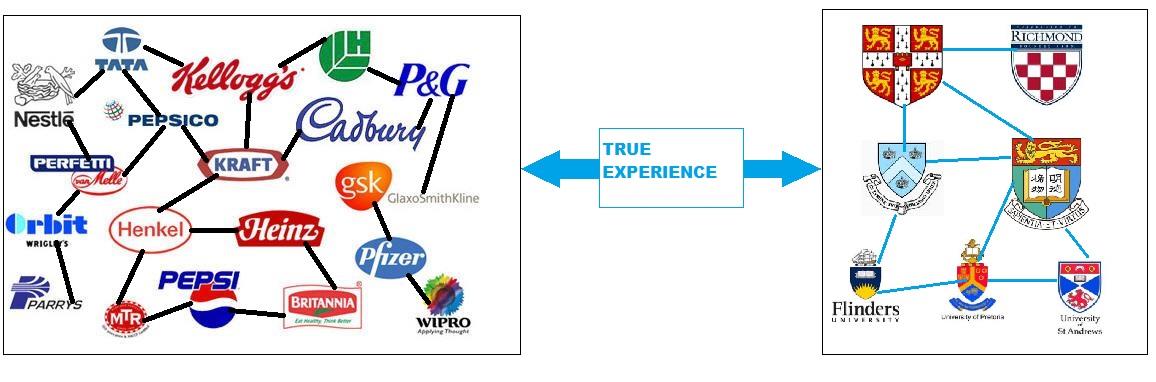 TATA
Kellogg's
LH
P&G
Nestlé
PEPSICO
Cadbury
PERFETTI
van Melle
KRAFT
gsk
GlaxoSmithKline
Orbit
WRIGLEY'S
Henkel
Heinz
Pfizer
PARRYS
PEPSI
MTR
BRITANNIA
Eat Healthy, Think Better
WIPRO
Applying Thought
TRUE
EXPERIENCE
RICHMOND
SAPIENTIA ET VIRTUS
Flinders
UNIVERSITY
University of Pretoria
University
of
St Andrews